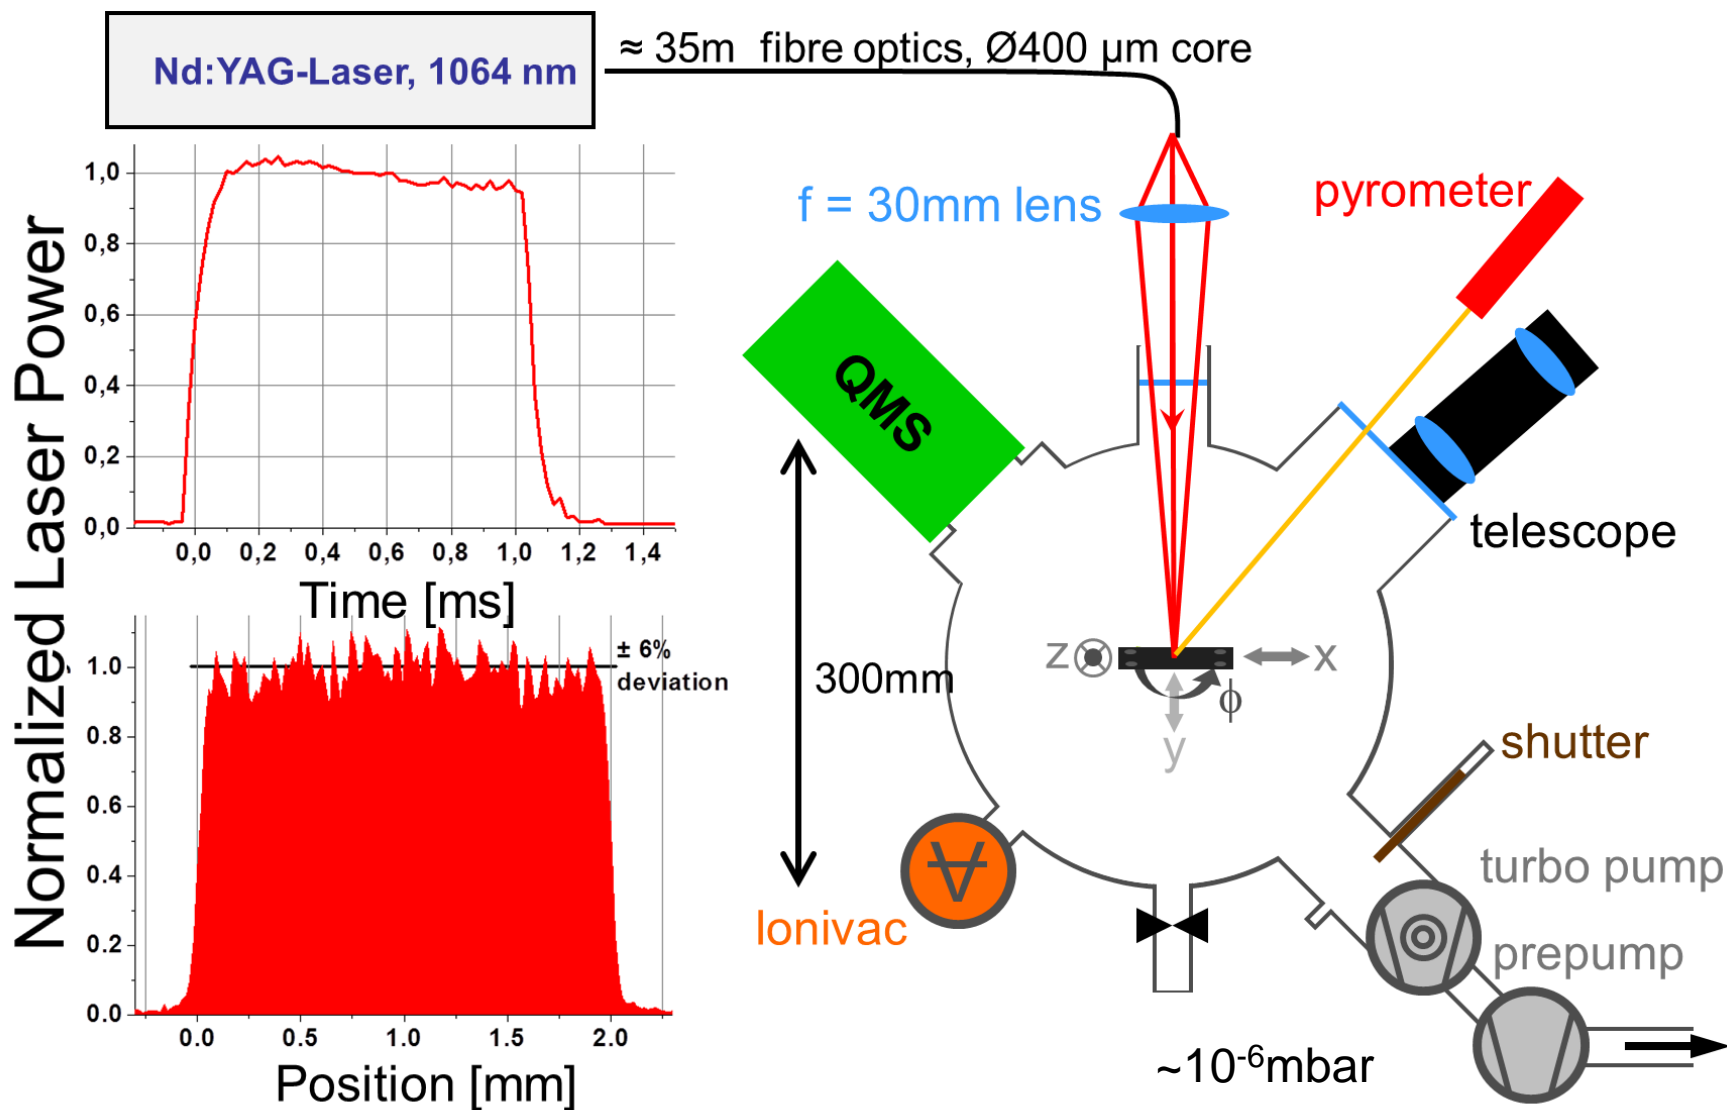 Nd:YAG-Laser, 1064 nm
≈ 35m fibre optics, Ø400 µm core
f = 30mm lens
pyrometer
QMS
telescope
Normalized Laser Power
1,0
0,8
0,6
0,4
0,2
0,0
0,0 0,2 0,4 0,6 0,8 1,0 1,2 1,4
Time [ms]
± 6%
deviation
1.0
0.8
0.6
0.4
0.2
0.0
0.0 0.5 1.0 1.5 2.0
Position [mm]
300mm
z
x
ϕ
y
shutter
turbo pump
prepump
Ionivac
~10⁻⁶mbar